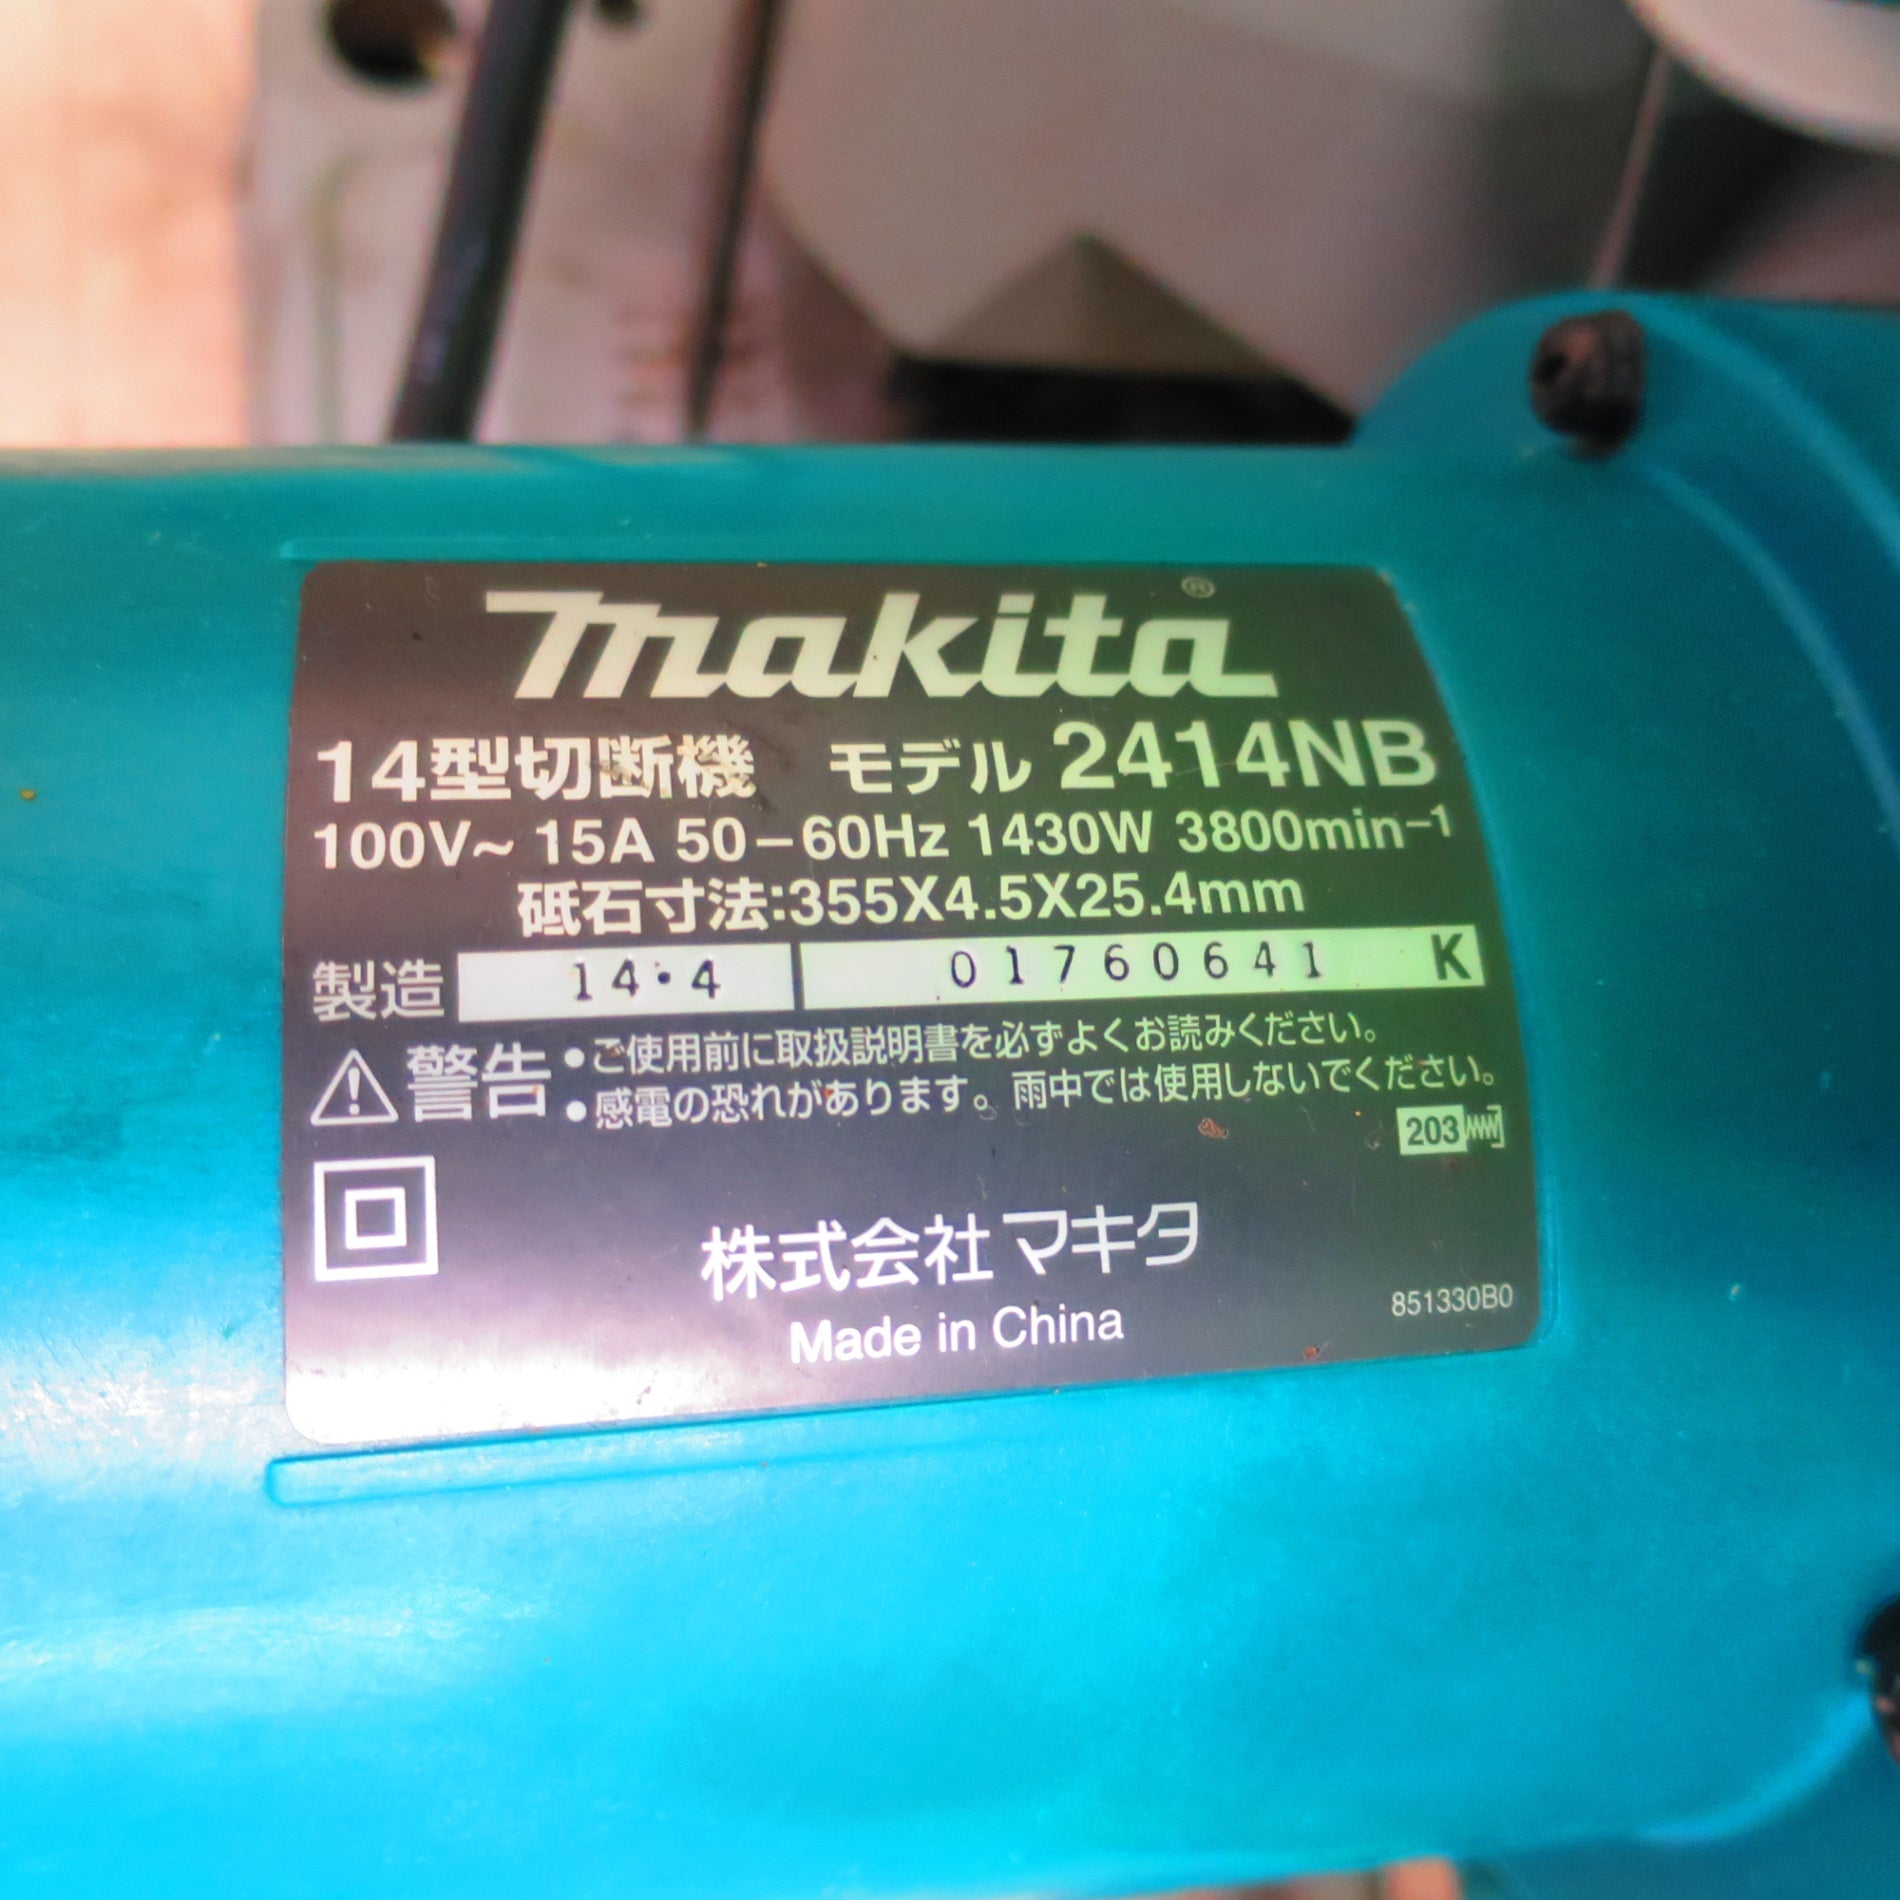 makita®
14型切断機 モデル 2414NB
100V～ 15A 50－60Hz 1430W 3800min⁻¹
砥石寸法:355X4.5X25.4mm
製造 14・4 01760641 K
警告 ●ご使用前に取扱説明書を必ずよくお読みください。
●感電の恐れがあります。雨中では使用しないでください。
203
株式会社マキタ
851330B0
Made in China